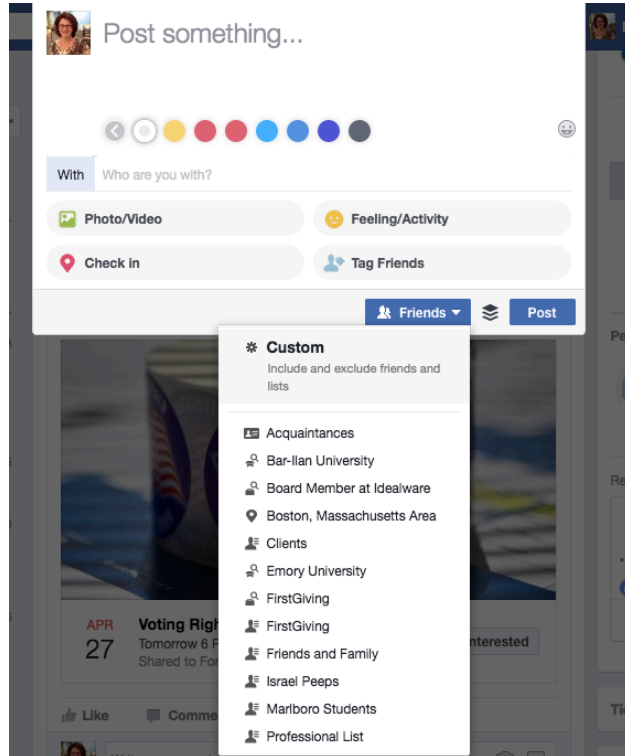 Post something...
With Who are you with?
Photo/Video Feeling/Activity
Check in Tag Friends
Friends Post
Custom
Include and exclude friends and
lists
Acquaintances
Bar-Ilan University
Board Member at Idealware
Boston, Massachusetts Area
Clients
Emory University
FirstGiving
FirstGiving
Friends and Family
Israel Peeps
Marlboro Students
Professional List
APR
27
Voting Righ
Tomorrow 6 P
Shared to For
nterested
Like Comme
Pe
Re